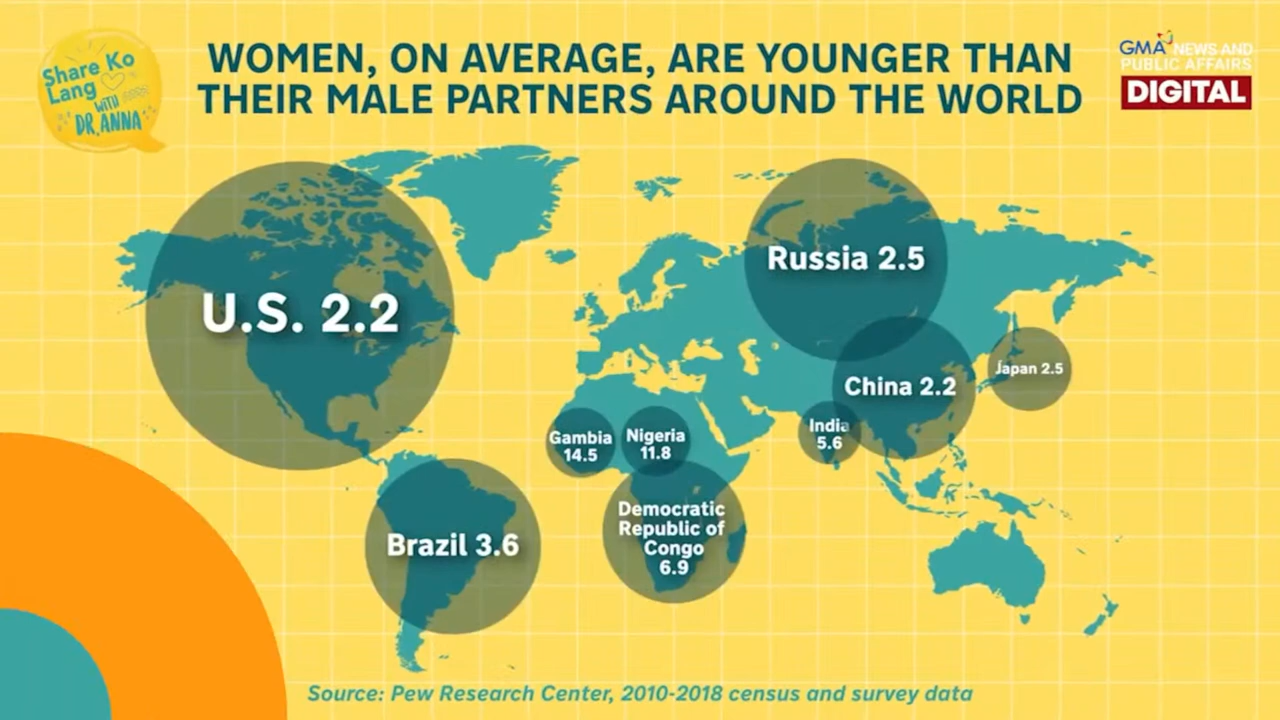 Share Ko
Lang
WITH
DR. ANNA
WOMEN, ON AVERAGE, ARE YOUNGER THAN
THEIR MALE PARTNERS AROUND THE WORLD
GMA NEWS AND
PUBLIC AFFAIRS
DIGITAL
U.S. 2.2
Russia 2.5
Japan 2.5
China 2.2
India
5.6
Gambia
14.5
Nigeria
11.8
Democratic
Republic of
Congo
6.9
Brazil 3.6
Source: Pew Research Center, 2010-2018 census and survey data